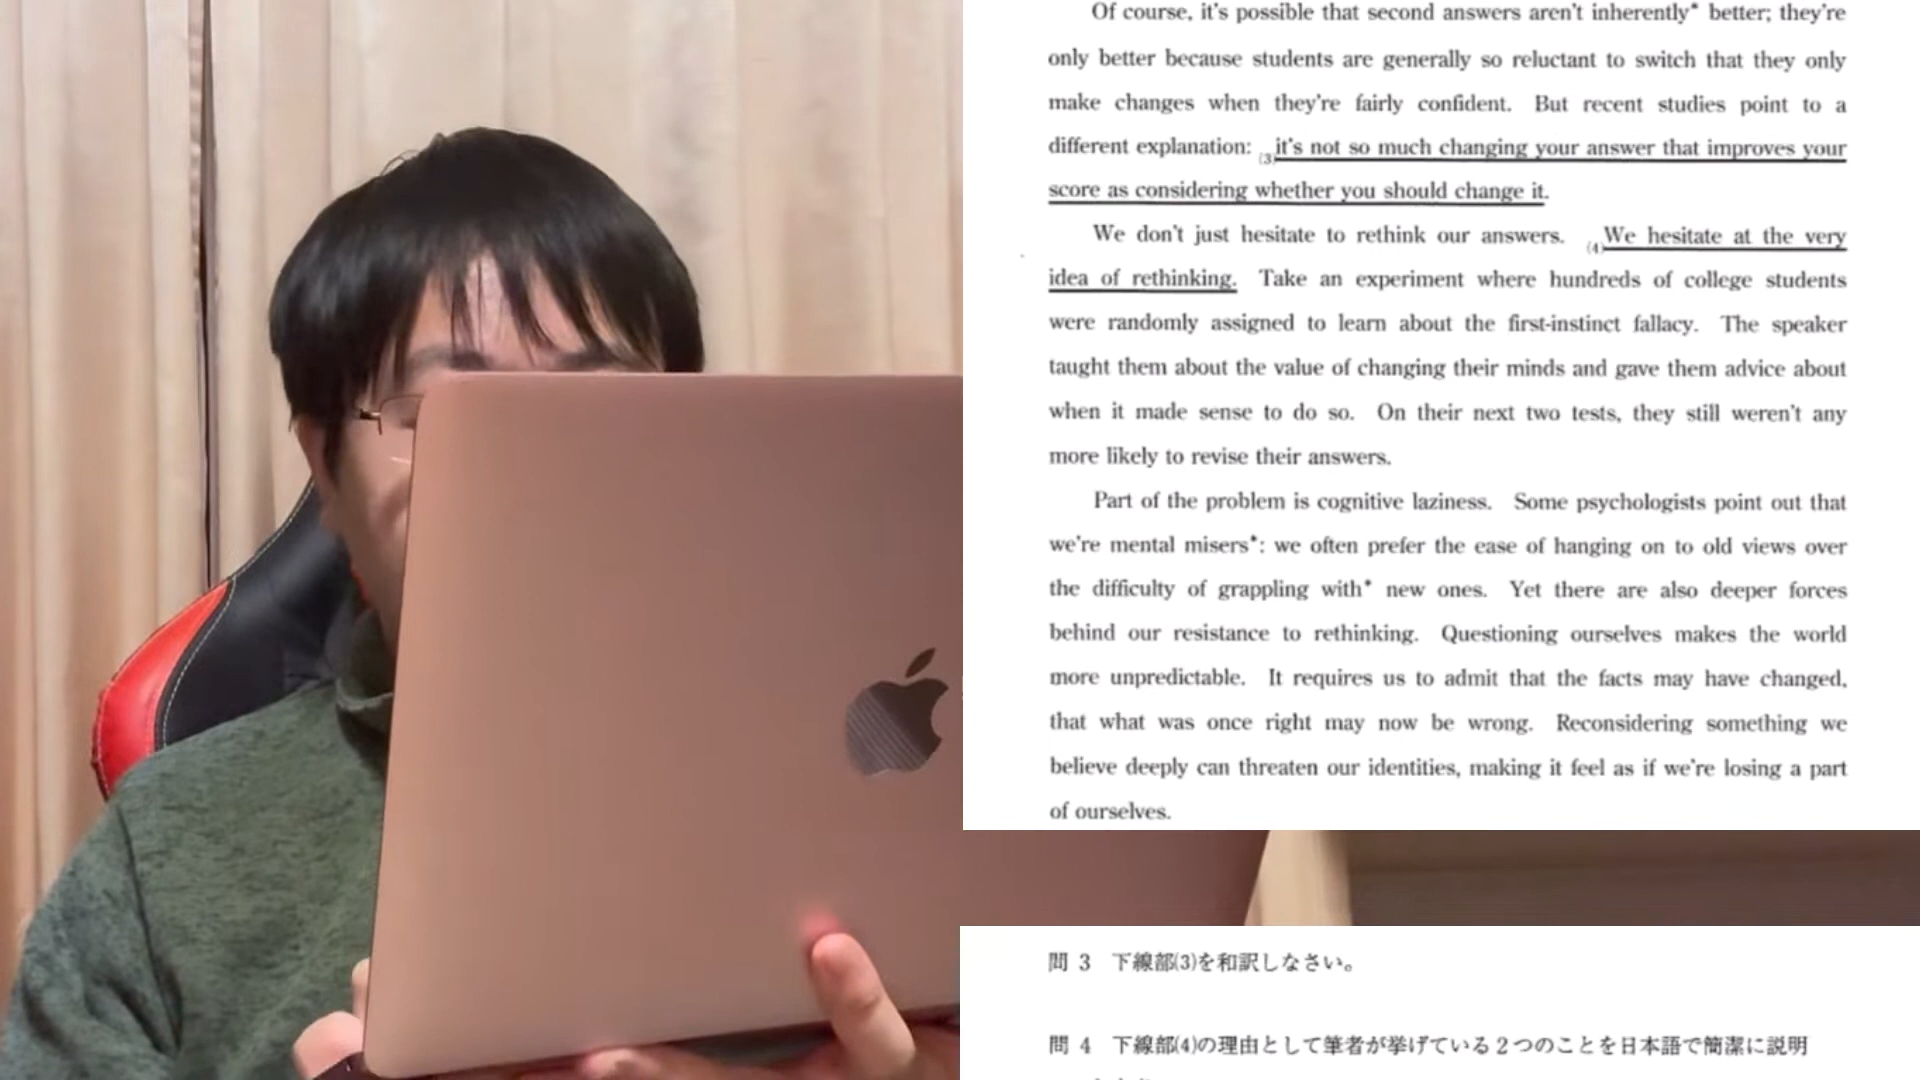 Of course, it's possible that second answers aren't inherently* better; they're
only better because students are generally so reluctant to switch that they only
make changes when they're fairly confident. But recent studies point to a
different explanation: (3)it's not so much changing your answer that improves your
score as considering whether you should change it.
We don't just hesitate to rethink our answers. (4)We hesitate at the very
idea of rethinking. Take an experiment where hundreds of college students
were randomly assigned to learn about the first-instinct fallacy. The speaker
taught them about the value of changing their minds and gave them advice about
when it made sense to do so. On their next two tests, they still weren't any
more likely to revise their answers.
Part of the problem is cognitive laziness. Some psychologists point out that
we're mental misers*: we often prefer the ease of hanging on to old views over
the difficulty of grappling with* new ones. Yet there are also deeper forces
behind our resistance to rethinking. Questioning ourselves makes the world
more unpredictable. It requires us to admit that the facts may have changed,
that what was once right may now be wrong. Reconsidering something we
believe deeply can threaten our identities, making it feel as if we're losing a part
of ourselves.
問 3 下線部(3)を和訳しなさい。
問 4 下線部(4)の理由として筆者が挙げている2つのことを日本語で簡潔に説明